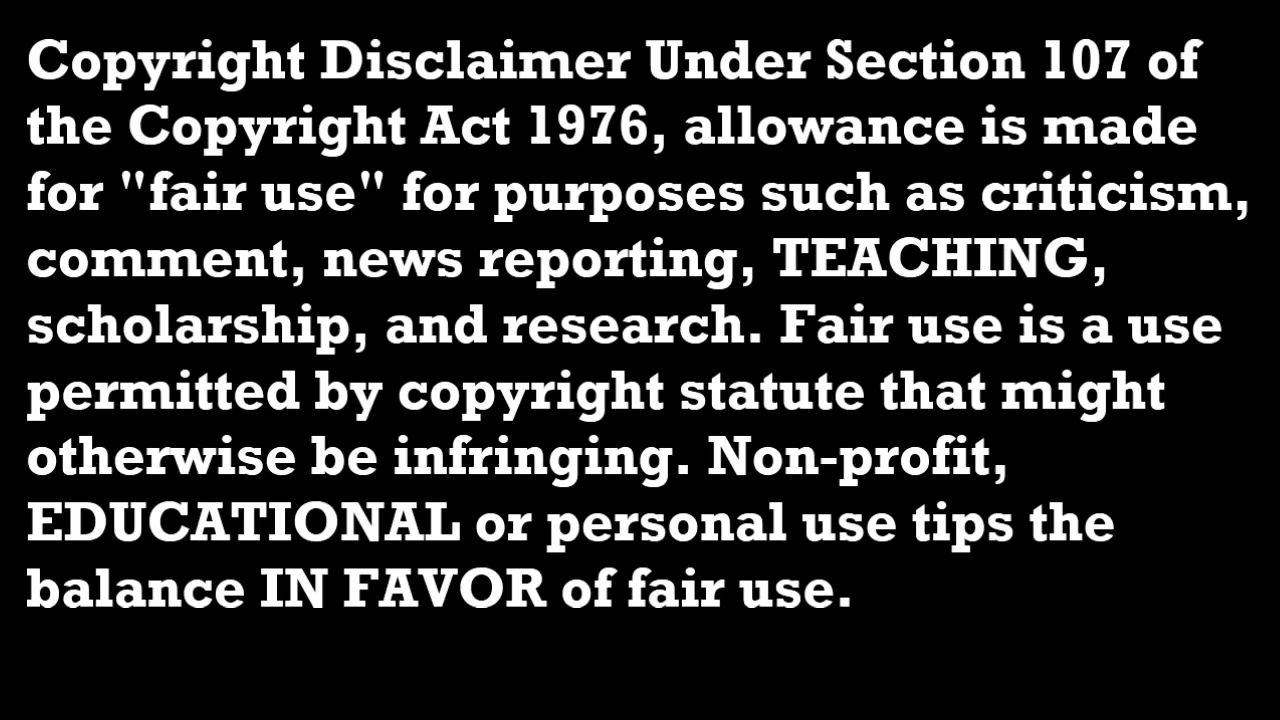 Copyright Disclaimer Under Section 107 of
the Copyright Act 1976, allowance is made
for "fair use" for purposes such as criticism,
comment, news reporting, TEACHING,
scholarship, and research. Fair use is a use
permitted by copyright statute that might
otherwise be infringing. Non-profit,
EDUCATIONAL or personal use tips the
balance IN FAVOR of fair use.